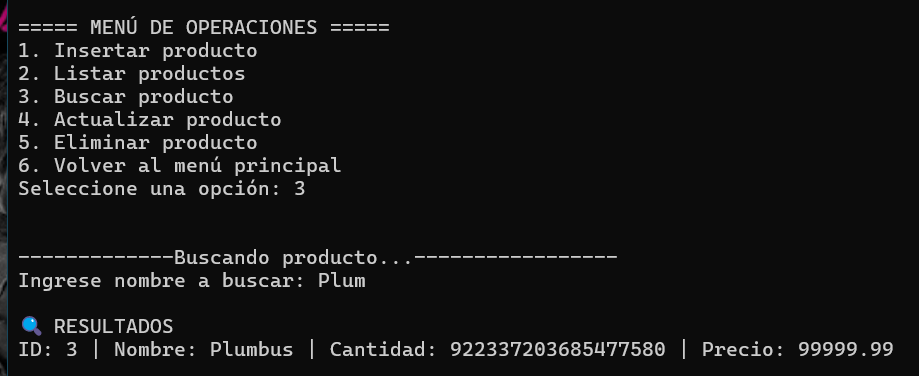 ===== MENÚ DE OPERACIONES =====
1. Insertar producto
2. Listar productos
3. Buscar producto
4. Actualizar producto
5. Eliminar producto
6. Volver al menú principal
Seleccione una opción: 3
-------------Buscando producto...-----------------
Ingrese nombre a buscar: Plum
🔍 RESULTADOS
ID: 3 | Nombre: Plumbus | Cantidad: 922337203685477580 | Precio: 99999.99